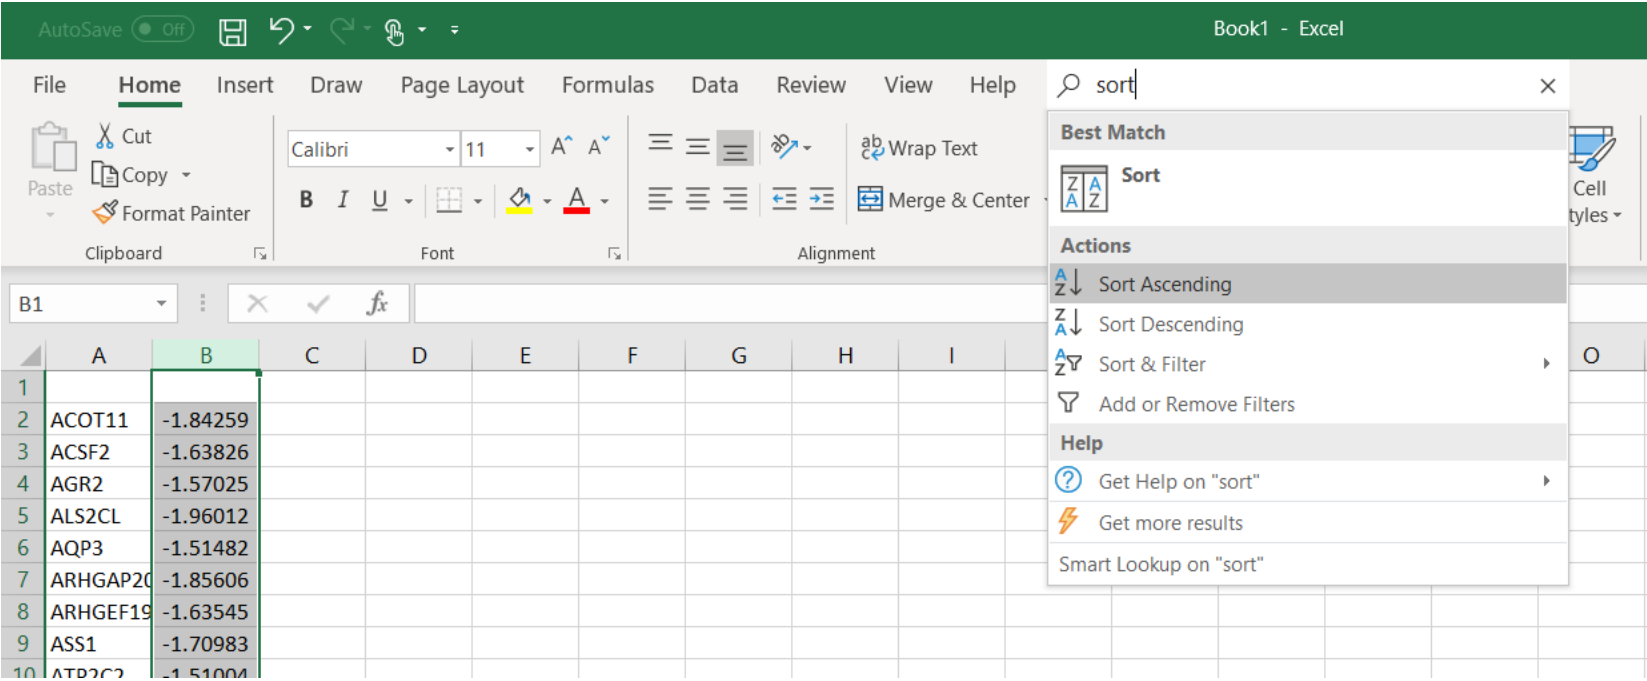 AutoSave Off
Book1 - Excel
File Home Insert Draw Page Layout Formulas Data Review View Help sort
Best Match
Sort
Actions
Sort Ascending
Sort Descending
Sort & Filter
Add or Remove Filters
Help
Get Help on "sort"
Get more results
Smart Lookup on "sort"
Paste
Cut
Copy
Format Painter
Clipboard
Calibri 11
B I U
Font
Wrap Text
Merge & Center
Alignment
Cell
tyles
B1 fx
A B C D E F G H I O
1
2 ACOT11 -1.84259
3 ACSF2 -1.63826
4 AGR2 -1.57025
5 ALS2CL -1.96012
6 AQP3 -1.51482
7 ARHGAP20 -1.85606
8 ARHGEF19 -1.63545
9 ASS1 -1.70983
10 ATP2C2 -1.51004